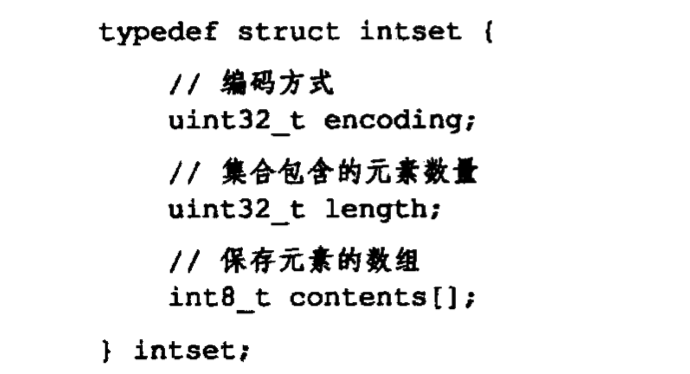 typedef struct intset {
// 编码方式
uint32_t encoding;
// 集合包含的元素数量
uint32_t length;
// 保存元素的数组
int8_t contents[];
} intset;